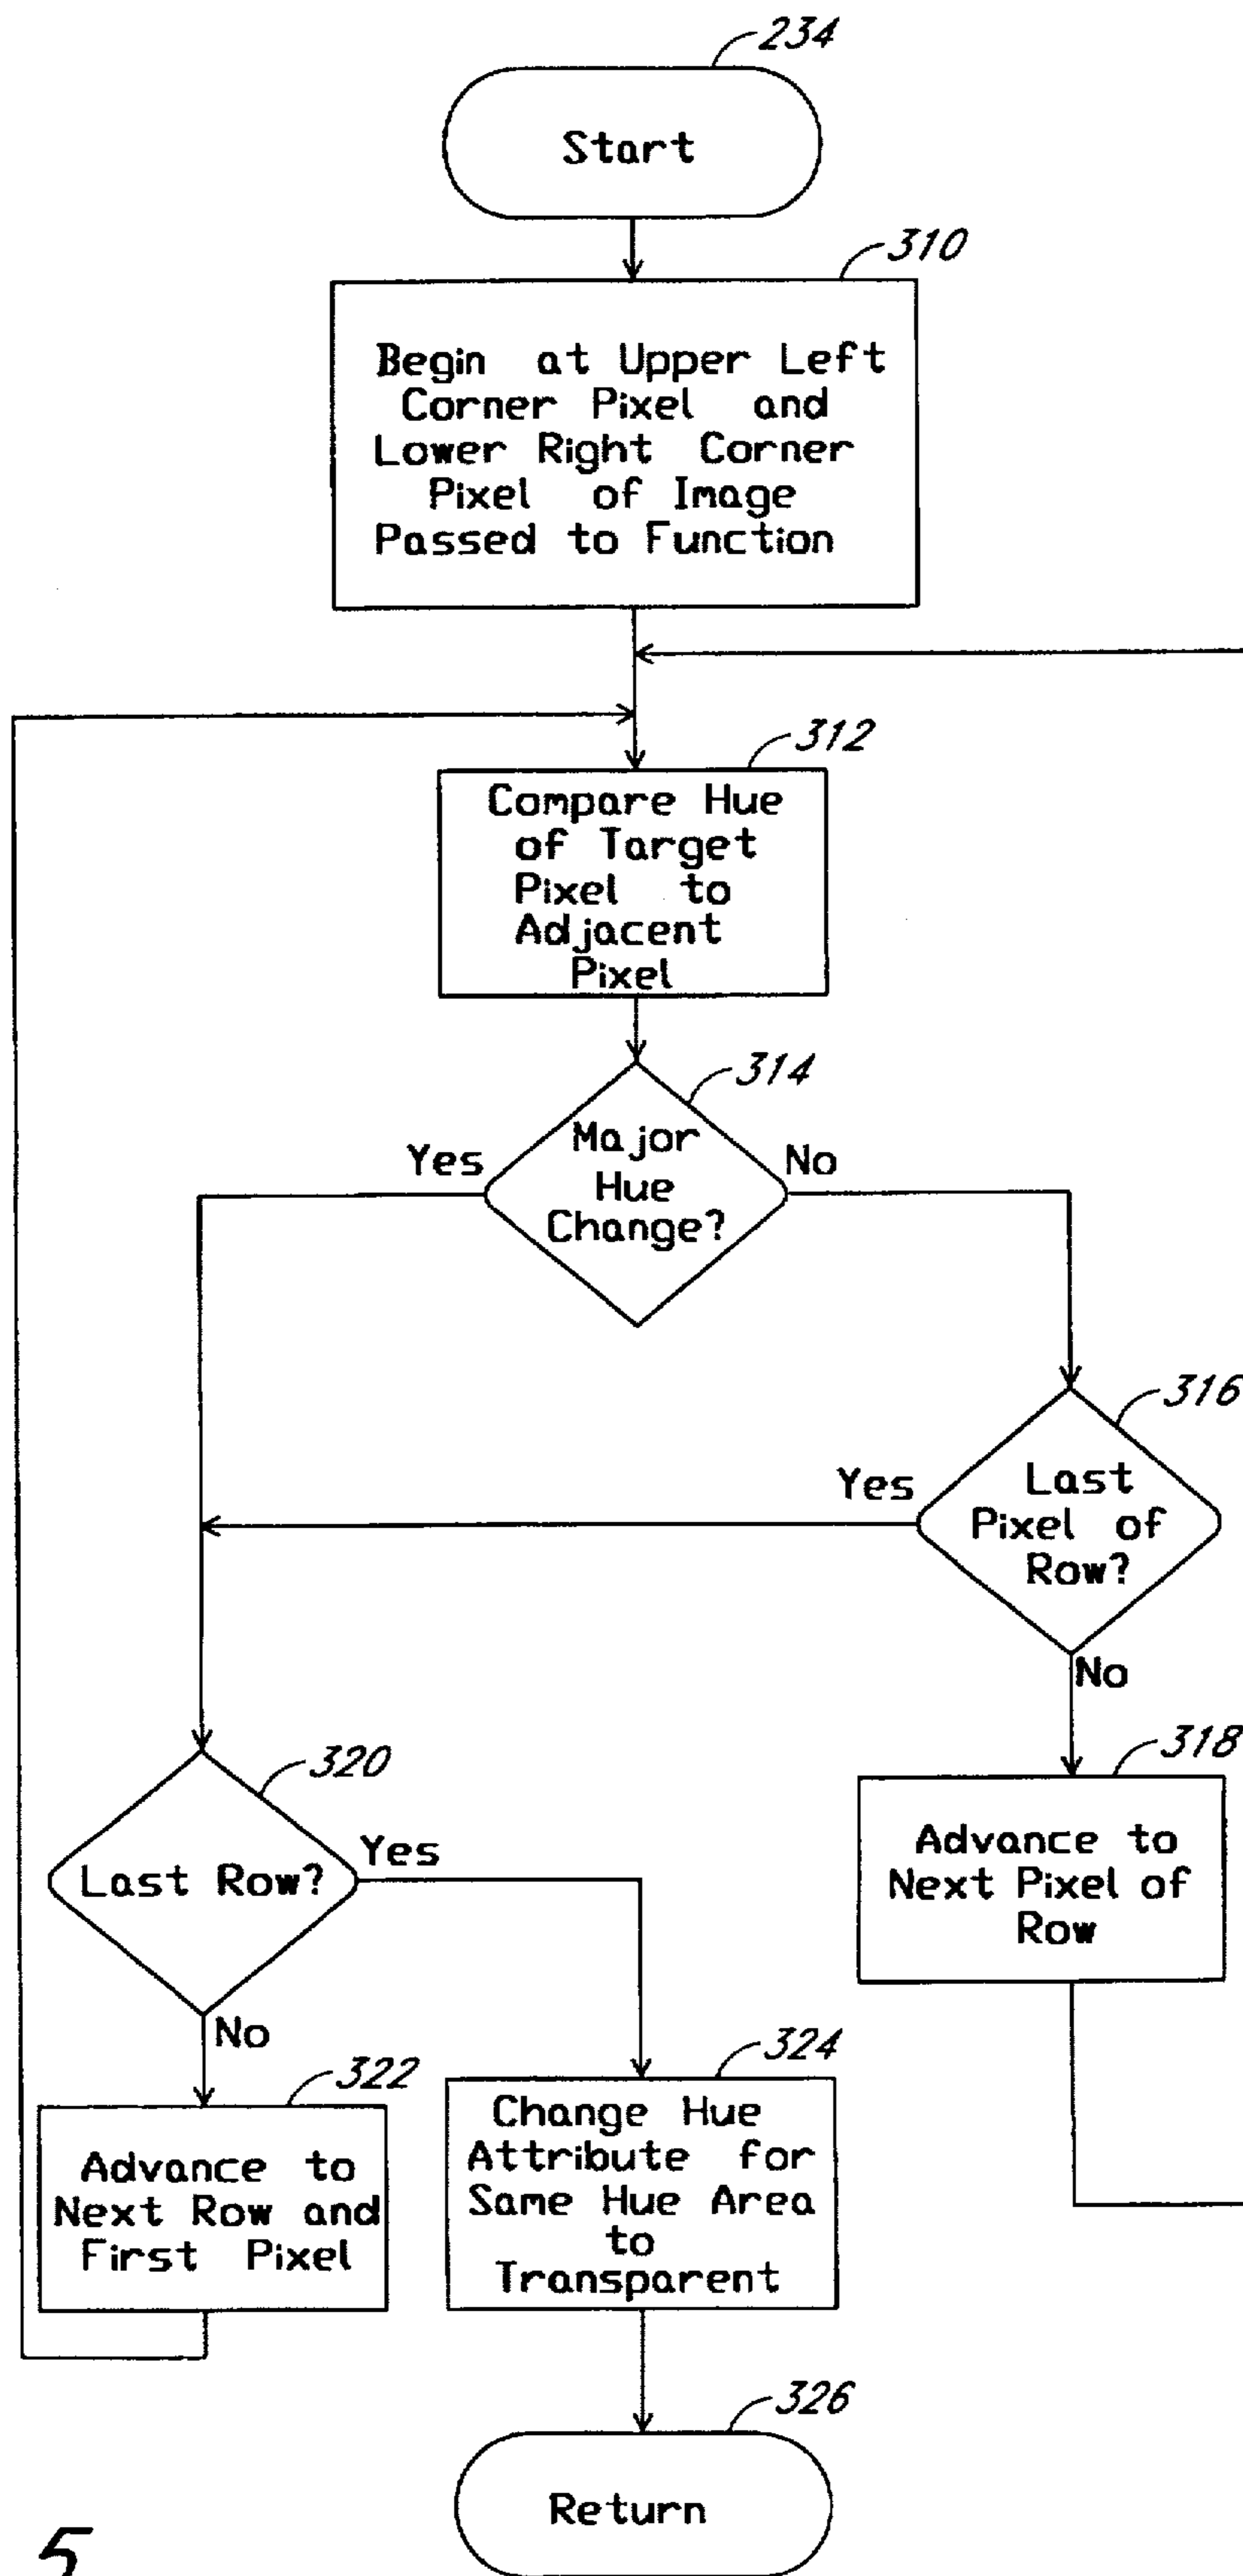 234
Start
310
Begin at Upper Left
Corner Pixel and
Lower Right Corner
Pixel of Image
Passed to Function
312
Compare Hue
of Target
Pixel to
Adjacent
Pixel
314
Major
Hue
Change?
Yes
No
316
Last
Pixel of
Row?
Yes
No
318
Advance to
Next Pixel of
Row
320
Last Row?
Yes
No
322
Advance to
Next Row and
First Pixel
324
Change Hue
Attribute for
Same Hue Area
to
Transparent
326
Return
5